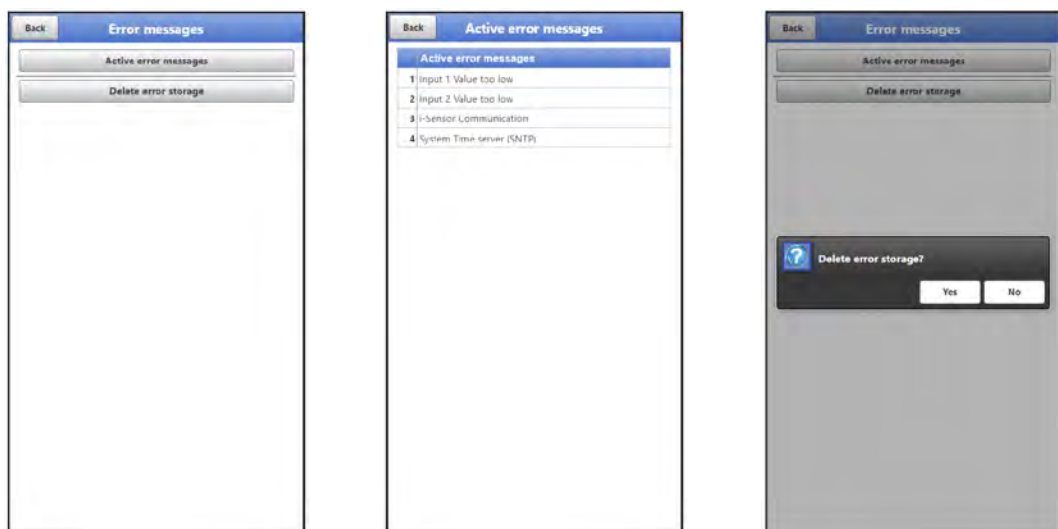 Back Error messages
Active error messages
Delete error storage
Back Active error messages
Active error messages
1 Input 1 Value too low
2 Input 2 Value too low
3 i-Sensor Communication
4 System Time server (SNTP)
Back Error messages
Active error messages
Delete error storage
Delete error storage?
Yes No